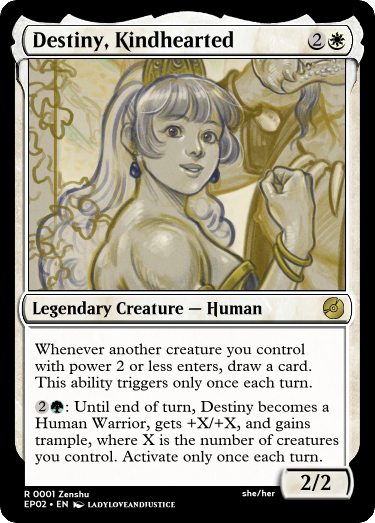 Destiny, Kindhearted 2
Legendary Creature — Human
Whenever another creature you control
with power 2 or less enters, draw a card.
This ability triggers only once each turn.
2: Until end of turn, Destiny becomes a
Human Warrior, gets +X/+X, and gains
trample, where X is the number of creatures
you control. Activate only once each turn.
2/2
R 0001 Zenshu she/her
EP02 • EN LADYLOVEANDJUSTICE